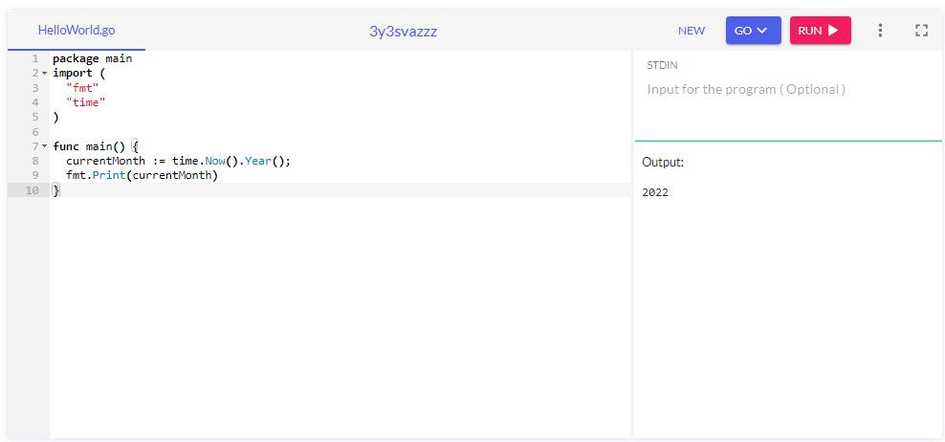 HelloWorld.go
3y3svazzz
NEW
GO
RUN
1 package main
2 import (
3 "fmt"
4 "time"
5 )
6
7 func main() {
8 currentMonth := time.Now().Year();
9 fmt.Print(currentMonth)
10 }
STDIN
Input for the program ( Optional )
Output:
2022